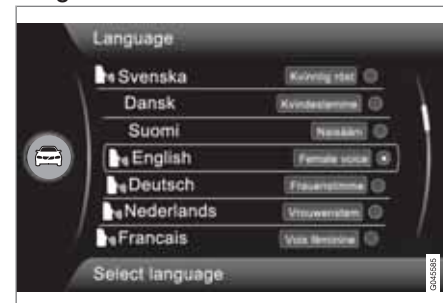 Language
Svenska Kvinnlig röst
Dansk Kvindestemme
Suomi Naisääni
English Female voice
Deutsch Frauenstimme
Nederlands Vrouwenstem
Francais Voix féminine
Select language
G045585